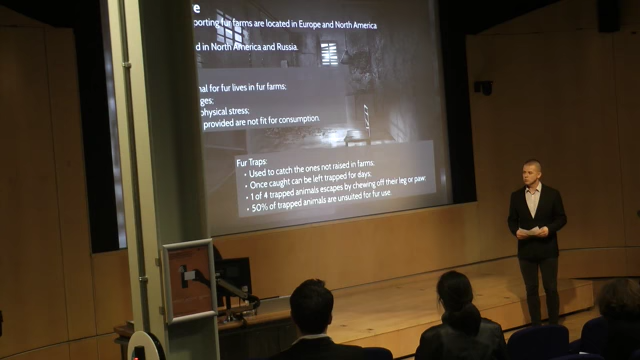 re
porting fur farms are located in Europe and North America
d in North America and Russia.
nal for fur lives in fur farms;
ges;
physical stress;
provided are not fit for consumption.
Fur Traps:
• Used to catch the ones not raised in farms;
• Once caught can be left trapped for days;
• 1 of 4 trapped animals escapes by chewing off their leg or paw;
• 50% of trapped animals are unsuited for fur use.